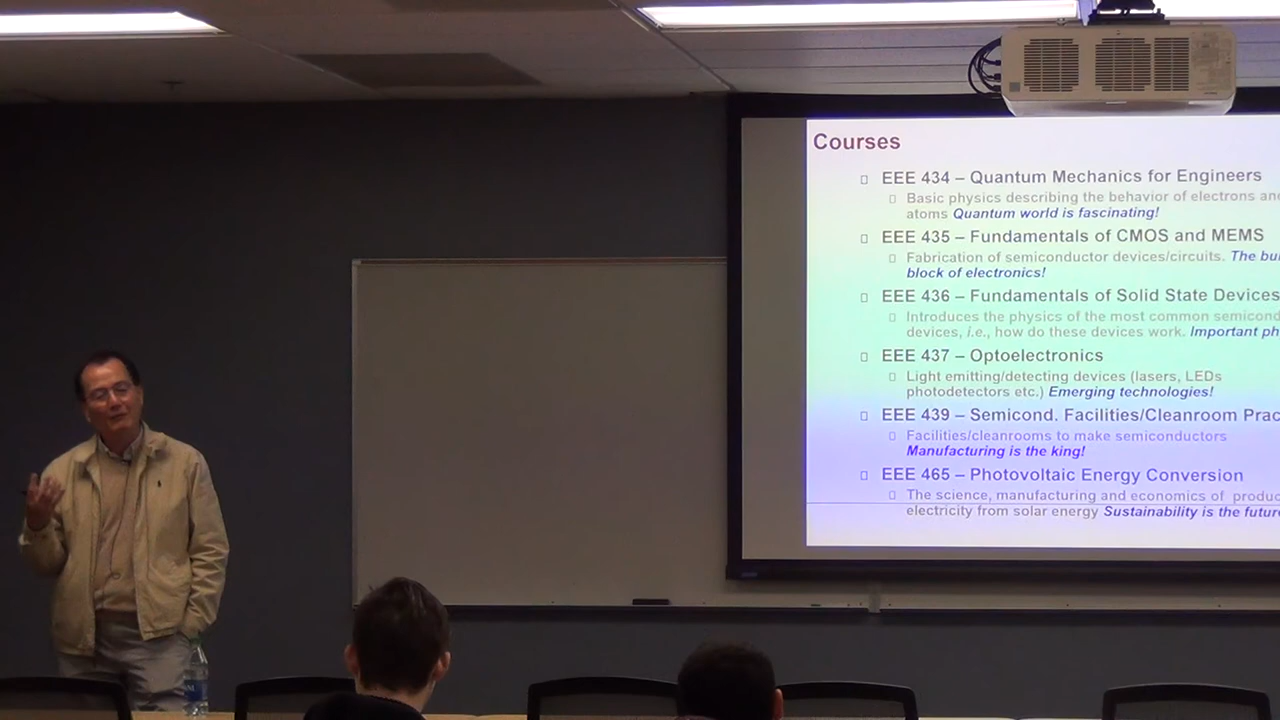 Courses
EEE 434 – Quantum Mechanics for Engineers
Basic physics describing the behavior of electrons and
atoms Quantum world is fascinating!
EEE 435 – Fundamentals of CMOS and MEMS
Fabrication of semiconductor devices/circuits. The
block of electronics!
EEE 436 – Fundamentals of Solid State Devices
Introduces the physics of the most common
devices, i.e., how do these devices work. Important
EEE 437 – Optoelectronics
Light emitting/detecting devices (lasers, LEDs
photodetectors etc.) Emerging technologies!
EEE 439 – Semicond. Facilities/Cleanroom
Facilities/cleanrooms to make semiconductors
Manufacturing is the king!
EEE 465 – Photovoltaic Energy Conversion
The science, manufacturing and economics of
electricity from solar energy Sustainability is the future